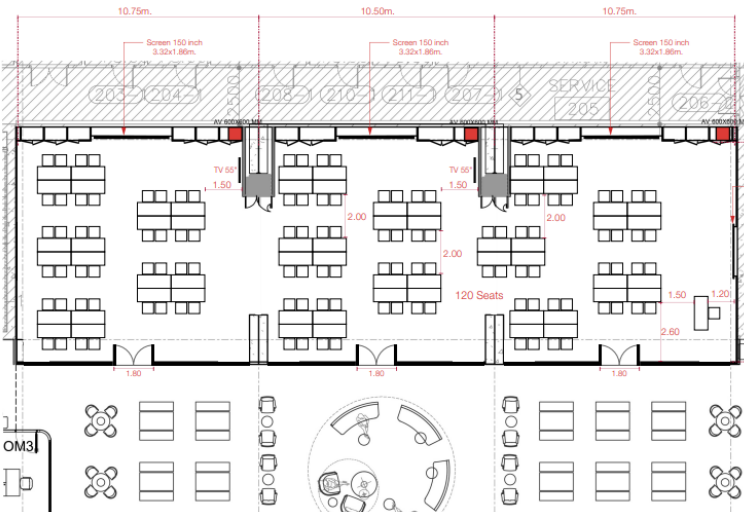 10.75m.
10.50m.
10.75m.
Screen 150 inch
3.32x1.86m.
Screen 150 inch
3.32x1.86m.
Screen 150 inch
3.32x1.86m.
203
204
2500
208
210
211
207
5
SERVICE
205
2500
206
AV 600X600 MM
AV 600X600 MM
AV 600X600 M
TV 55"
TV 55"
1.50
1.50
2.00
2.00
2.00
120 Seats
1.50
1.20
2.60
1.80
1.80
1.80
OM3